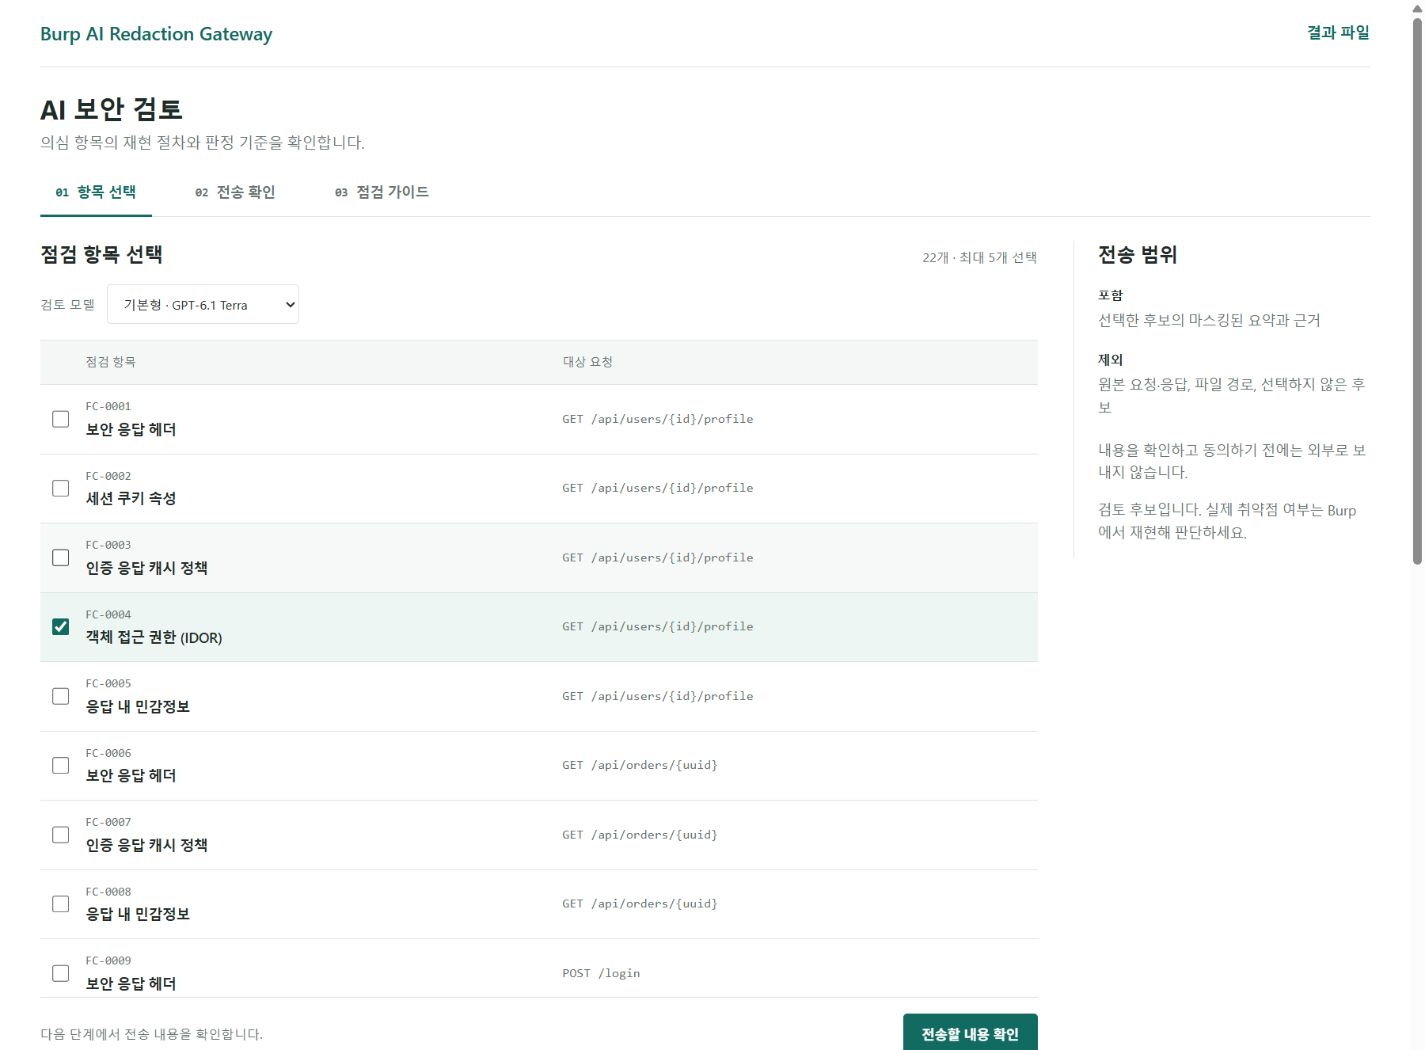 Burp AI Redaction Gateway
결과 파일
AI 보안 검토
의심 항목의 재현 절차와 판정 기준을 확인합니다.
01 항목 선택
02 전송 확인
03 점검 가이드
점검 항목 선택
22개 · 최대 5개 선택
검토 모델
기본형 · GPT-6.1 Terra
점검 항목
대상 요청
FC-0001
보안 응답 헤더
GET /api/users/{id}/profile
FC-0002
세션 쿠키 속성
GET /api/users/{id}/profile
FC-0003
인증 응답 캐시 정책
GET /api/users/{id}/profile
FC-0004
객체 접근 권한 (IDOR)
GET /api/users/{id}/profile
FC-0005
응답 내 민감정보
GET /api/users/{id}/profile
FC-0006
보안 응답 헤더
GET /api/orders/{uuid}
FC-0007
인증 응답 캐시 정책
GET /api/orders/{uuid}
FC-0008
응답 내 민감정보
GET /api/orders/{uuid}
FC-0009
보안 응답 헤더
POST /login
다음 단계에서 전송 내용을 확인합니다.
전송할 내용 확인
전송 범위
포함
선택한 후보의 마스킹된 요약과 근거
제외
원본 요청·응답, 파일 경로, 선택하지 않은 후
보
내용을 확인하고 동의하기 전에는 외부로 보
내지 않습니다.
검토 후보입니다. 실제 취약점 여부는 Burp
에서 재현해 판단하세요.